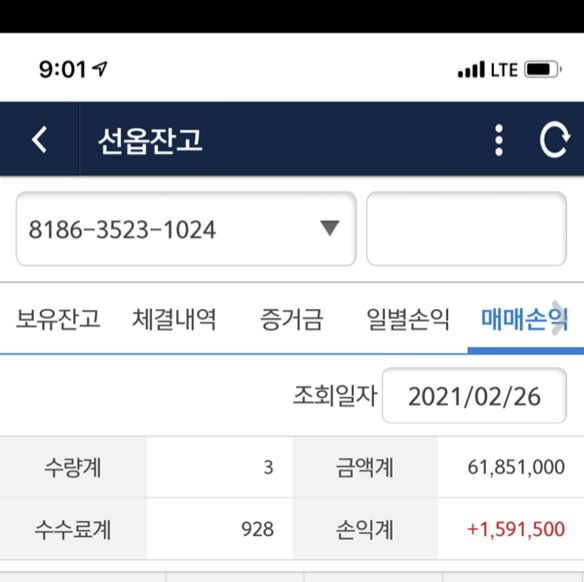 9:01 LTE
선옵잔고
8186-3523-1024
보유잔고 체결내역 증거금 일별손익 매매손익
조회일자 2021/02/26
수량계 3 금액계 61,851,000
수수료계 928 손익계 +1,591,500